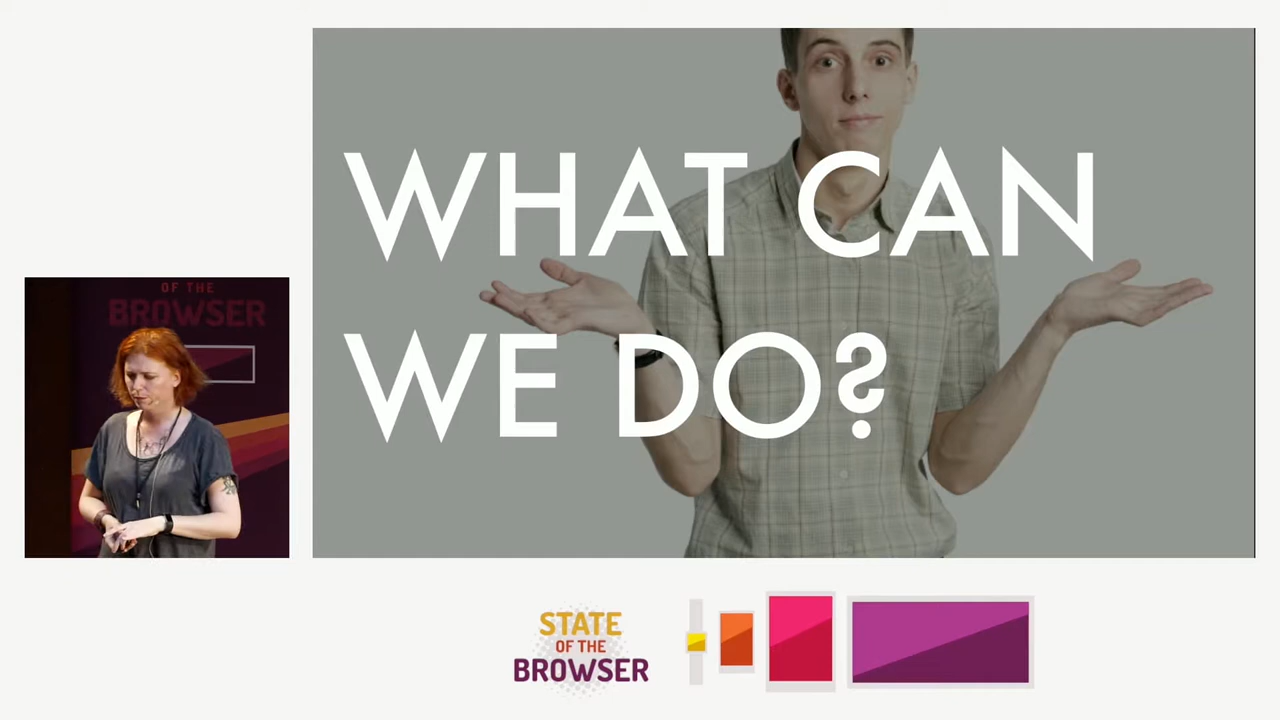 WHAT CAN
WE DO?
OF THE
BROWSER
STATE
OF THE
BROWSER